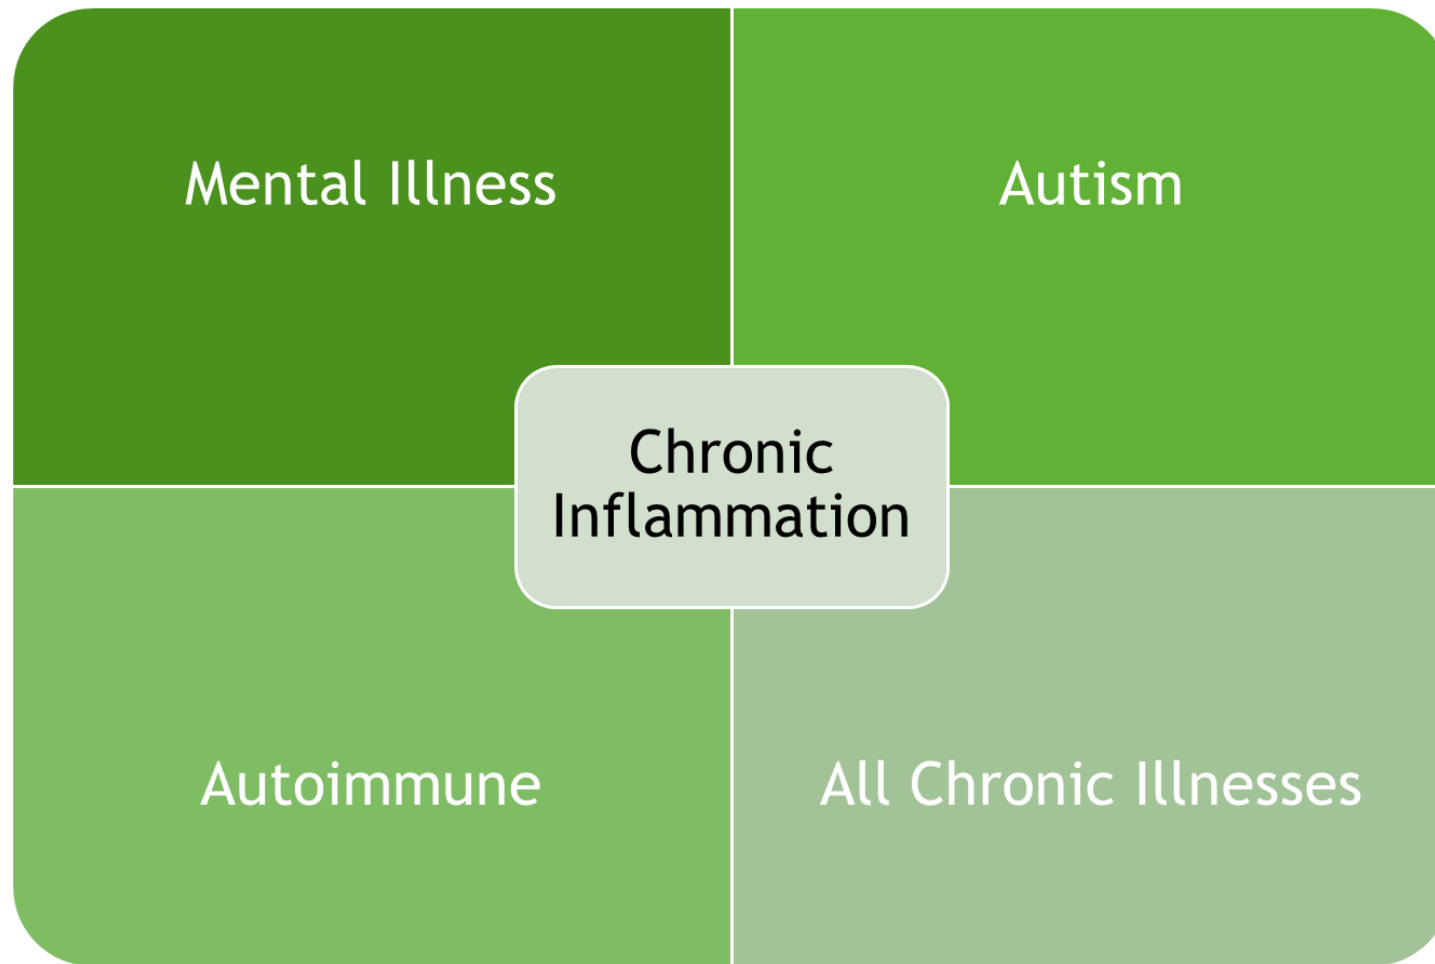 Mental Illness
Autism
Chronic
Inflammation
Autoimmune
All Chronic Illnesses